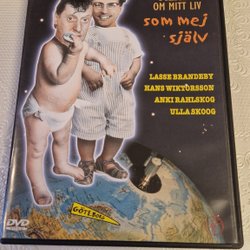 OM MITT LIV
SOM MEJ
SJÄLV
LASSE BRANDEBY
HANS WIKTORSSON
ANKI RAHLSKOG
ULLA SKOOG
GÖTEBORG
DVD